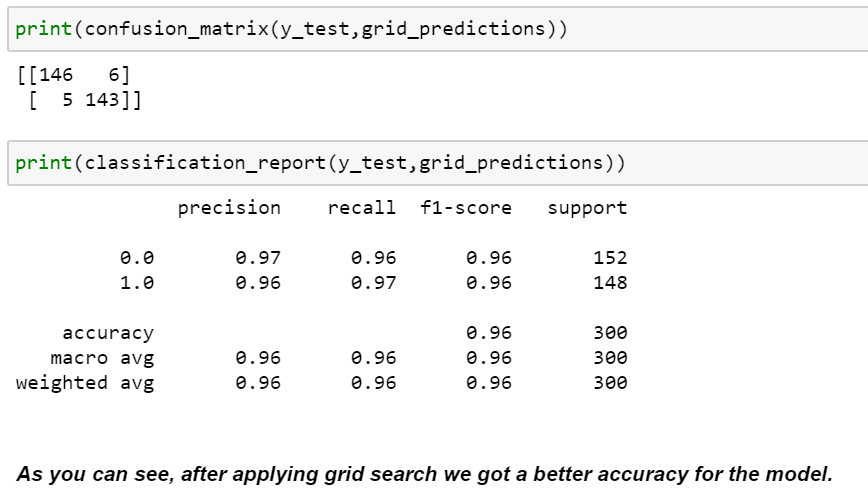 print(confusion_matrix(y_test,grid_predictions))
[[146   6]
 [  5 143]]
print(classification_report(y_test,grid_predictions))
              precision    recall  f1-score   support
         0.0       0.97      0.96      0.96       152
         1.0       0.96      0.97      0.96       148
    accuracy                           0.96       300
   macro avg       0.96      0.96      0.96       300
weighted avg       0.96      0.96      0.96       300
As you can see, after applying grid search we got a better accuracy for the model.